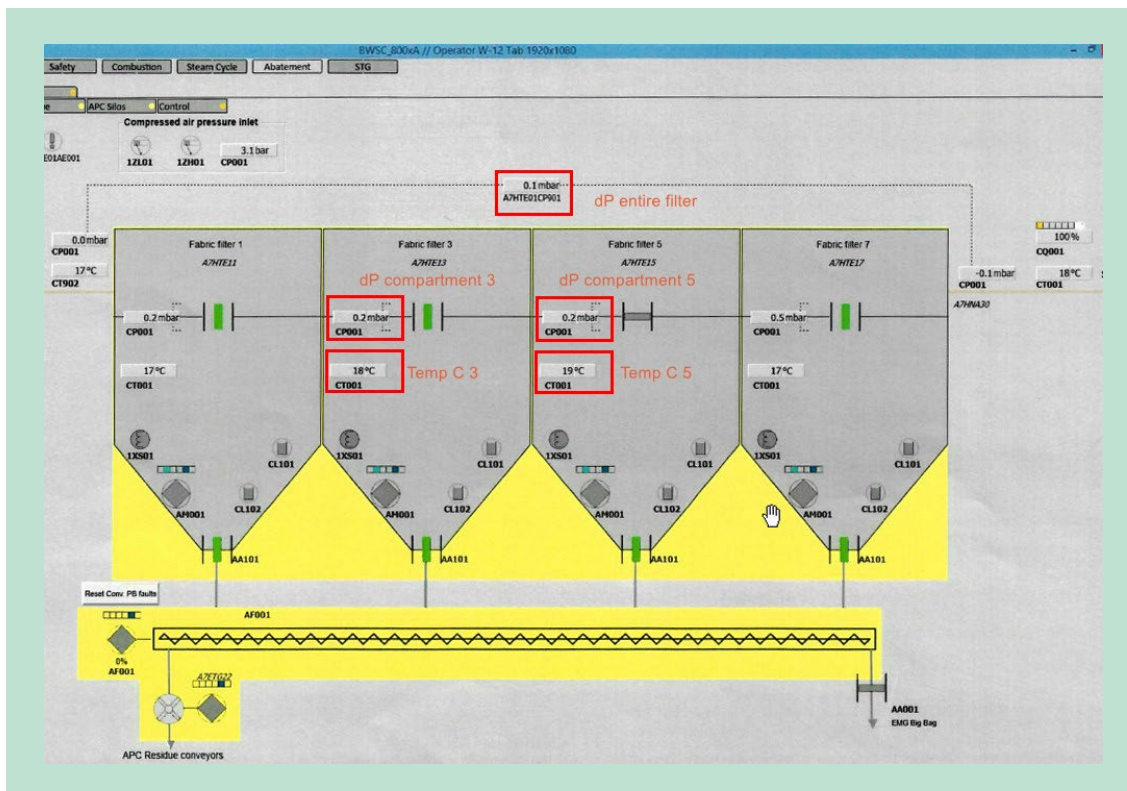 BWSC_800xA // Operator W-12 Tab 1920x1080
Safety Combustion Steam Cycle Abatement STG
APC Silos Control
Compressed air pressure inlet
E01AE001
3.1 bar
1ZL01 1ZH01 CP001
0.1 mbar
A7HTE01CP901
dP entire filter
0.0 mbar
CP001
17 °C
CT902
Fabric filter 1 Fabric filter 3 Fabric filter 5 Fabric filter 7
A7HTE11 A7HTE13 A7HTE15 A7HTE17
dP compartment 3 dP compartment 5
100 %
CQ001
-0.1 mbar 18 °C
CP001 CT001
A7HNA30
0.2 mbar 0.2 mbar 0.2 mbar 0.5 mbar
CP001 CP001 CP001 CP001
17 °C 18 °C Temp C 3 19 °C Temp C 5 17 °C
CT001 CT001 CT001 CT001
1XS01 CL101 1XS01 CL101 1XS01 CL101 1XS01 CL101
AM001 CL102 AM001 CL102 AM001 CL102 AM001 CL102
AA101 AA101 AA101 AA101
Reset Conv. PB faults
AF001
0%
AF001
A7ETG22
AA001
EMG Big Bag
APC Residue conveyors